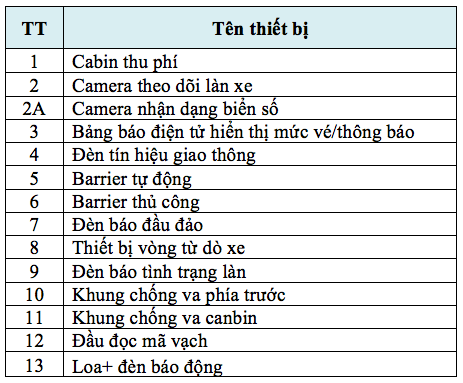 TT Tên thiết bị
1 Cabin thu phí
2 Camera theo dõi làn xe
2A Camera nhận dạng biển số
3 Bảng báo điện tử hiển thị mức vé/thông báo
4 Đèn tín hiệu giao thông
5 Barrier tự động
6 Barrier thủ công
7 Đèn báo đầu đảo
8 Thiết bị vòng từ dò xe
9 Đèn báo tình trạng làn
10 Khung chống va phía trước
11 Khung chống va canbin
12 Đầu đọc mã vạch
13 Loa+ đèn báo động